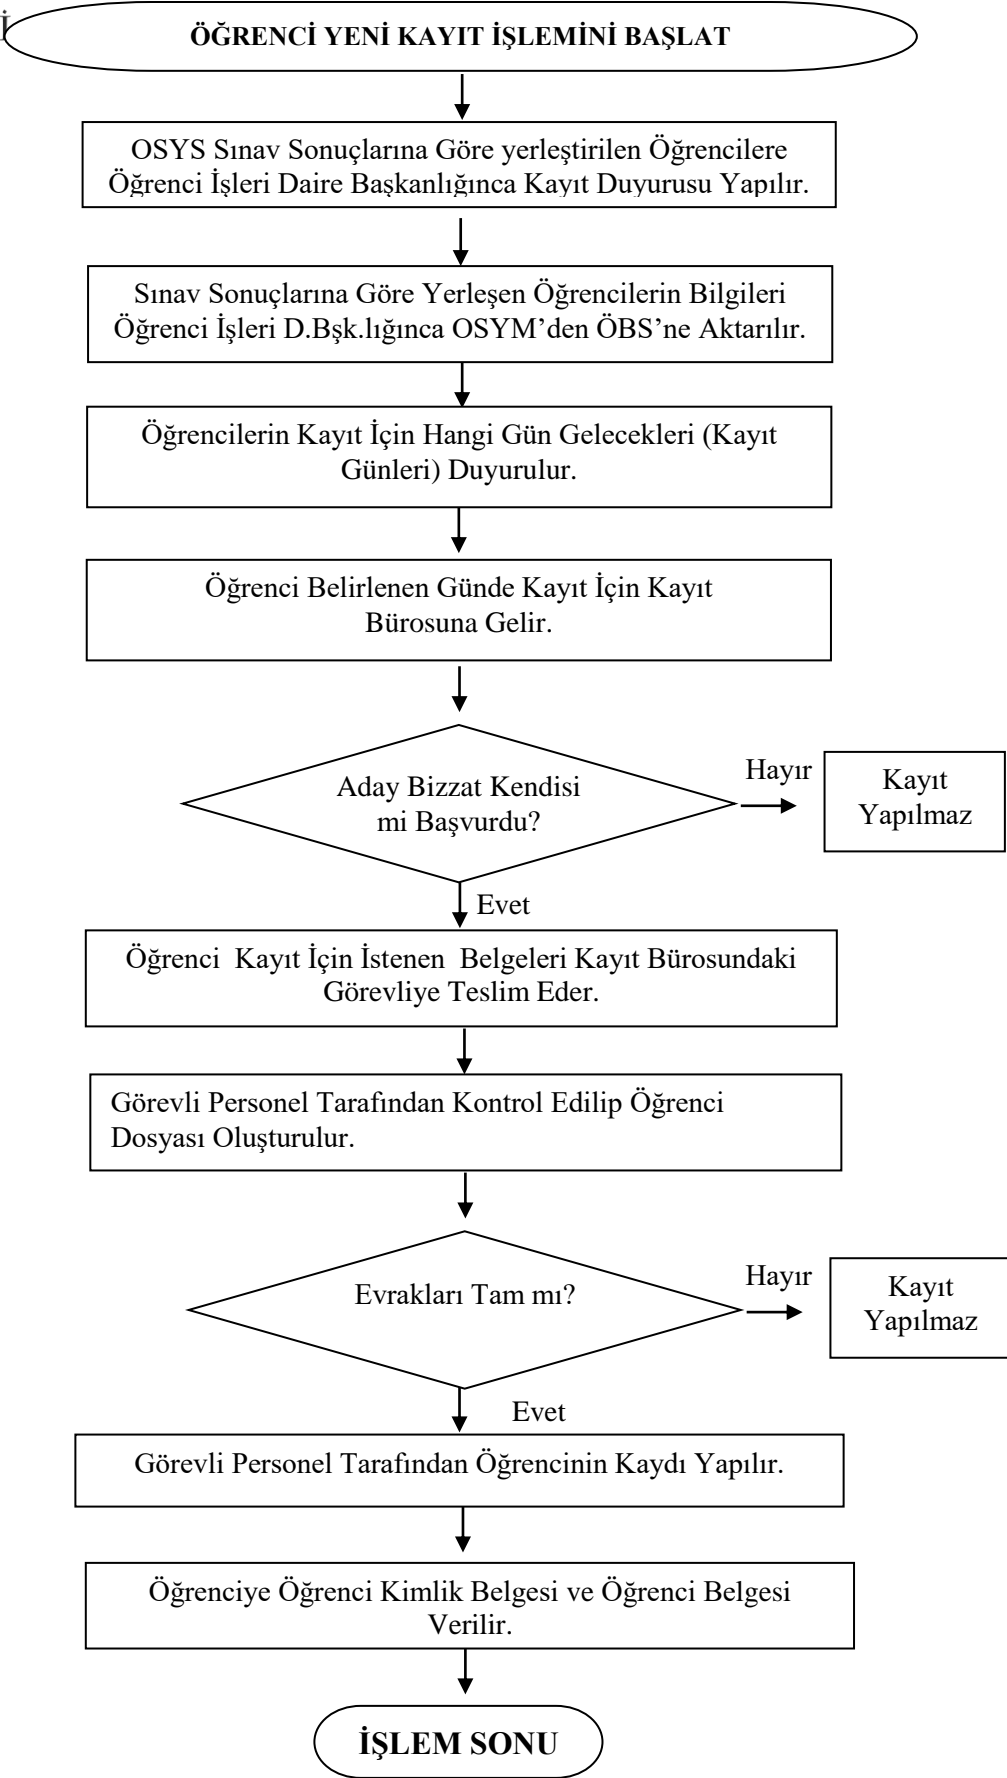 İ
ÖĞRENCİ YENİ KAYIT İŞLEMİNİ BAŞLAT
OSYS Sınav Sonuçlarına Göre yerleştirilen Öğrencilere
Öğrenci İşleri Daire Başkanlığınca Kayıt Duyurusu Yapılır.
Sınav Sonuçlarına Göre Yerleşen Öğrencilerin Bilgileri
Öğrenci İşleri D.Bşk.lığınca OSYM’den ÖBS’ne Aktarılır.
Öğrencilerin Kayıt İçin Hangi Gün Gelecekleri (Kayıt
Günleri) Duyurulur.
Öğrenci Belirlenen Günde Kayıt İçin Kayıt
Bürosuna Gelir.
Aday Bizzat Kendisi
mi Başvurdu?
Hayır
Kayıt
Yapılmaz
Evet
Öğrenci  Kayıt İçin İstenen  Belgeleri Kayıt Bürosundaki
Görevliye Teslim Eder.
Görevli Personel Tarafından Kontrol Edilip Öğrenci
Dosyası Oluşturulur.
Evrakları Tam mı?
Hayır
Kayıt
Yapılmaz
Evet
Görevli Personel Tarafından Öğrencinin Kaydı Yapılır.
Öğrenciye Öğrenci Kimlik Belgesi ve Öğrenci Belgesi
Verilir.
İŞLEM SONU